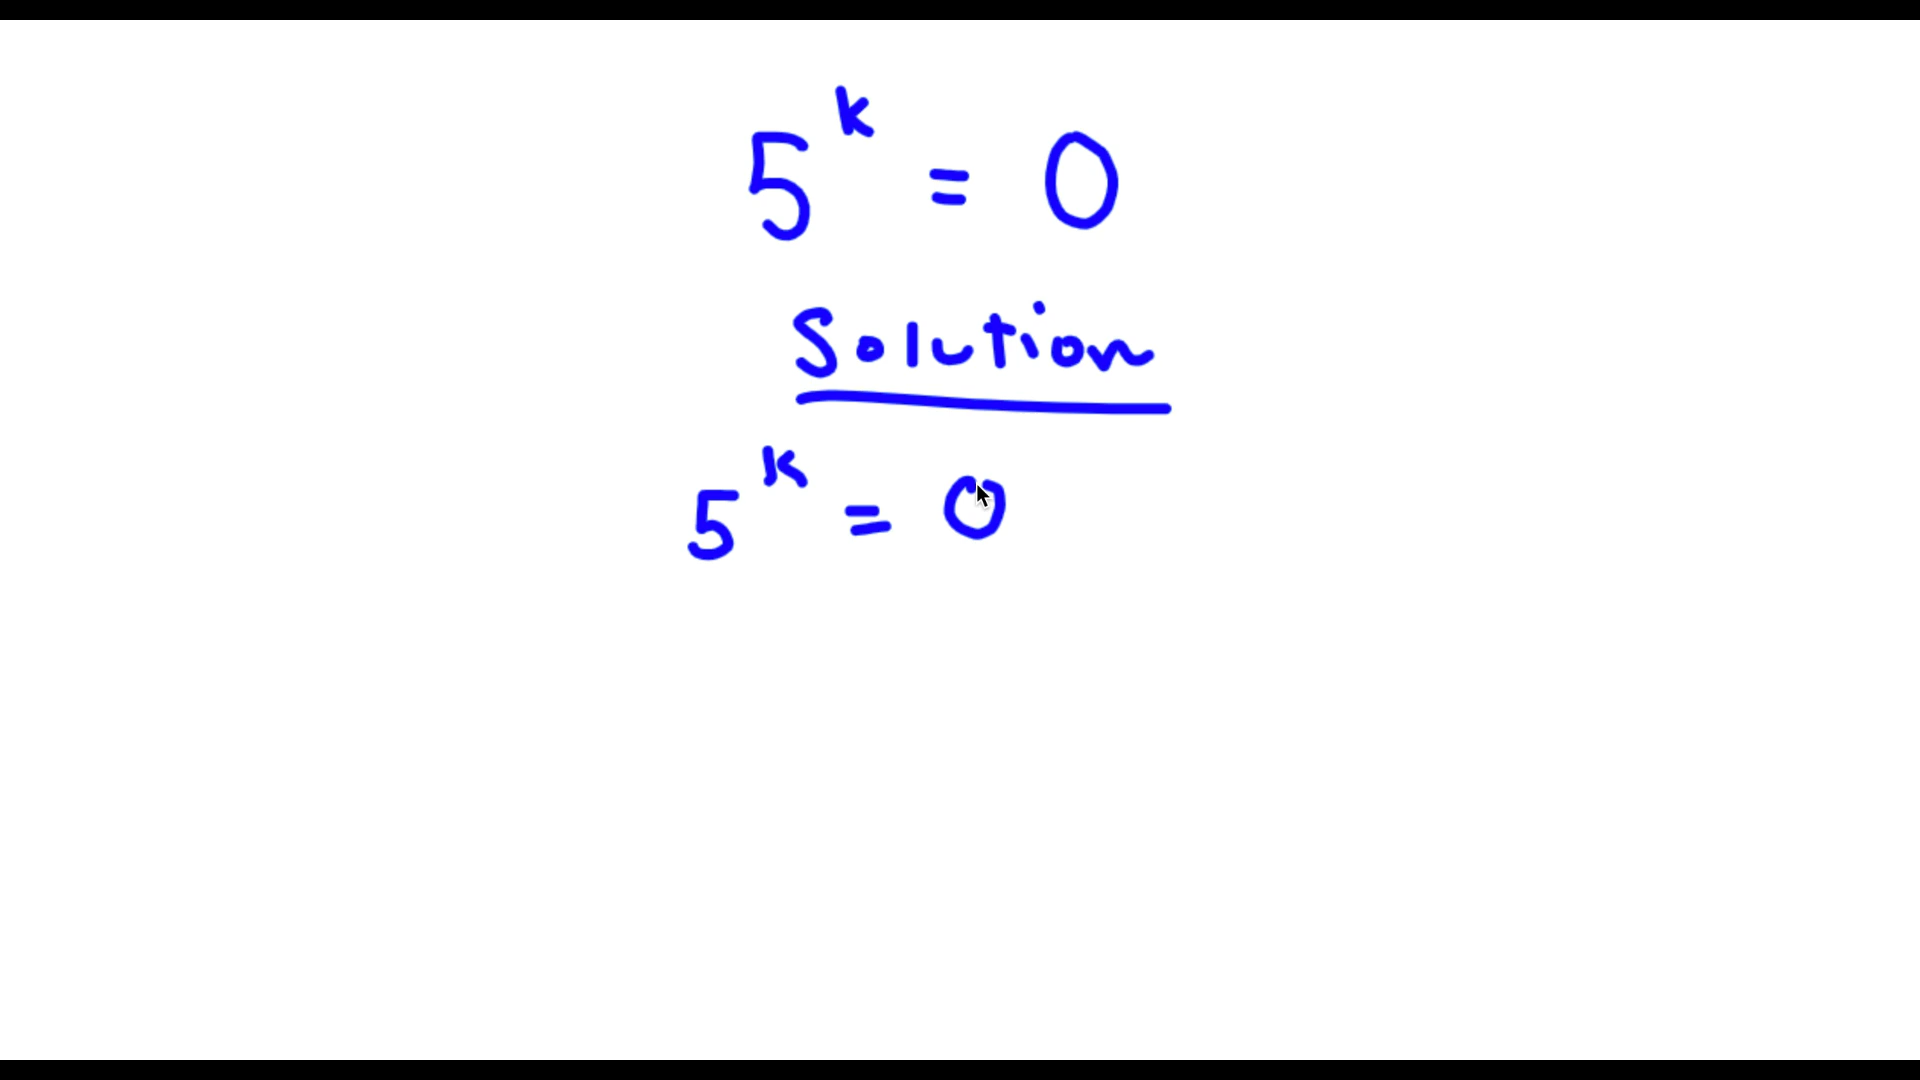 5^k = 0
Solution
5^k = 0